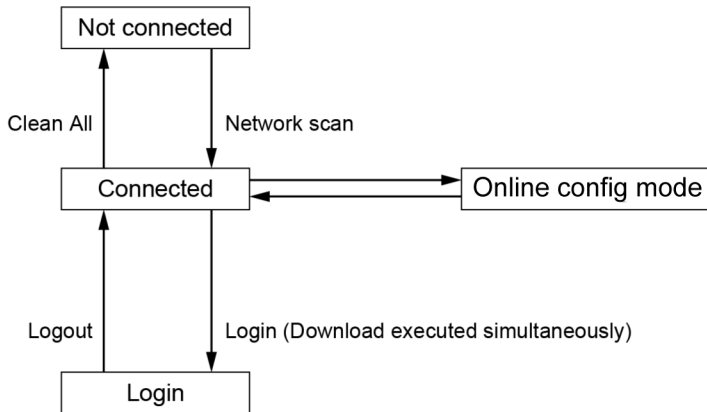 Not connected
Clean All
Network scan
Connected
Online config mode
Logout
Login (Download executed simultaneously)
Login